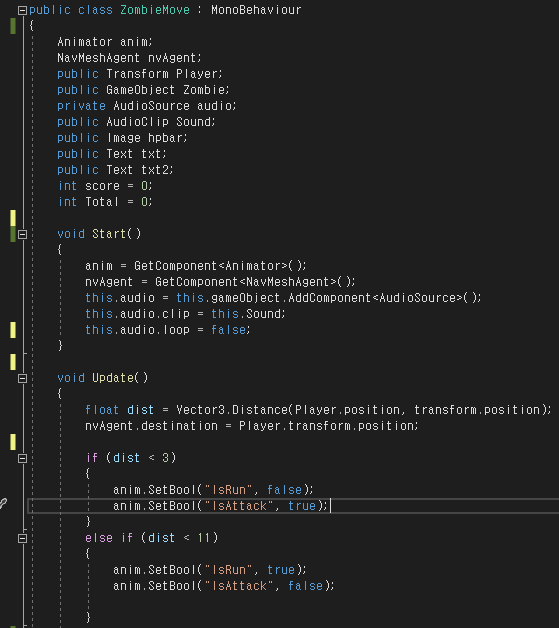 public class ZombieMove : MonoBehaviour
{
    Animator anim;
    NavMeshAgent nvAgent;
    public Transform Player;
    public GameObject Zombie;
    private AudioSource audio;
    public AudioClip Sound;
    public Image hpbar;
    public Text txt;
    public Text txt2;
    int score = 0;
    int Total = 0;

    void Start()
    {
        anim = GetComponent<Animator>();
        nvAgent = GetComponent<NavMeshAgent>();
        this.audio = this.gameObject.AddComponent<AudioSource>();
        this.audio.clip = this.Sound;
        this.audio.loop = false;
    }

    void Update()
    {
        float dist = Vector3.Distance(Player.position, transform.position);
        nvAgent.destination = Player.transform.position;

        if (dist < 3)
        {
            anim.SetBool("IsRun", false);
            anim.SetBool("IsAttack", true);
        }
        else if (dist < 11)
        {
            anim.SetBool("IsRun", true);
            anim.SetBool("IsAttack", false);

        }